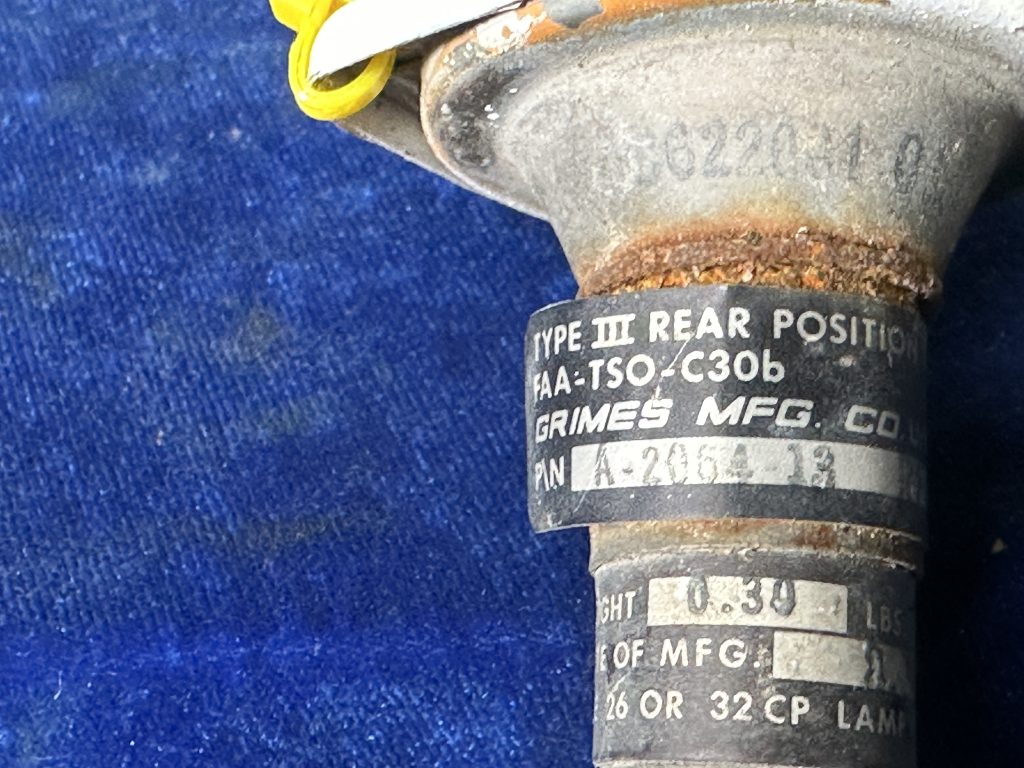 TYPE III REAR POSITION
FAA-TSO-C30b
GRIMES MFG. CO.
P\N A-2064-
GHT 0.30 LBS
E OF MFG.
26 OR 32 CP LAMP